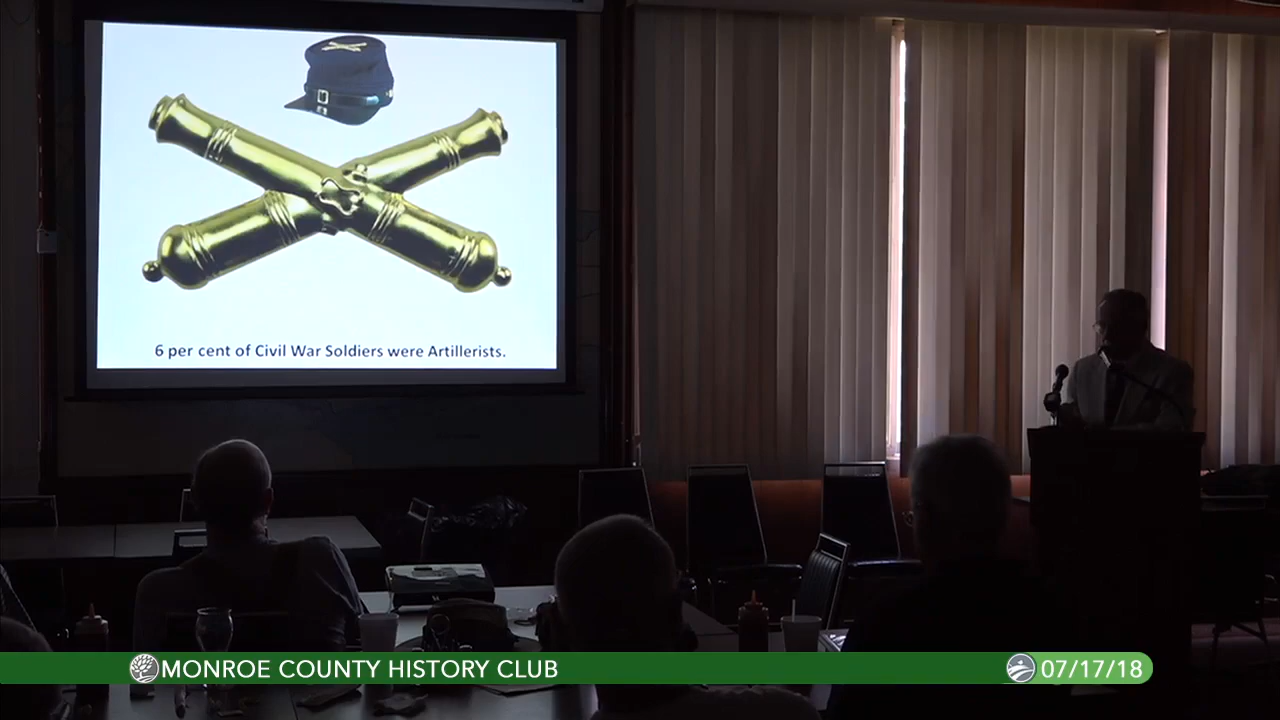 6 per cent of Civil War Soldiers were Artillerists.
MONROE COUNTY HISTORY CLUB
07/17/18